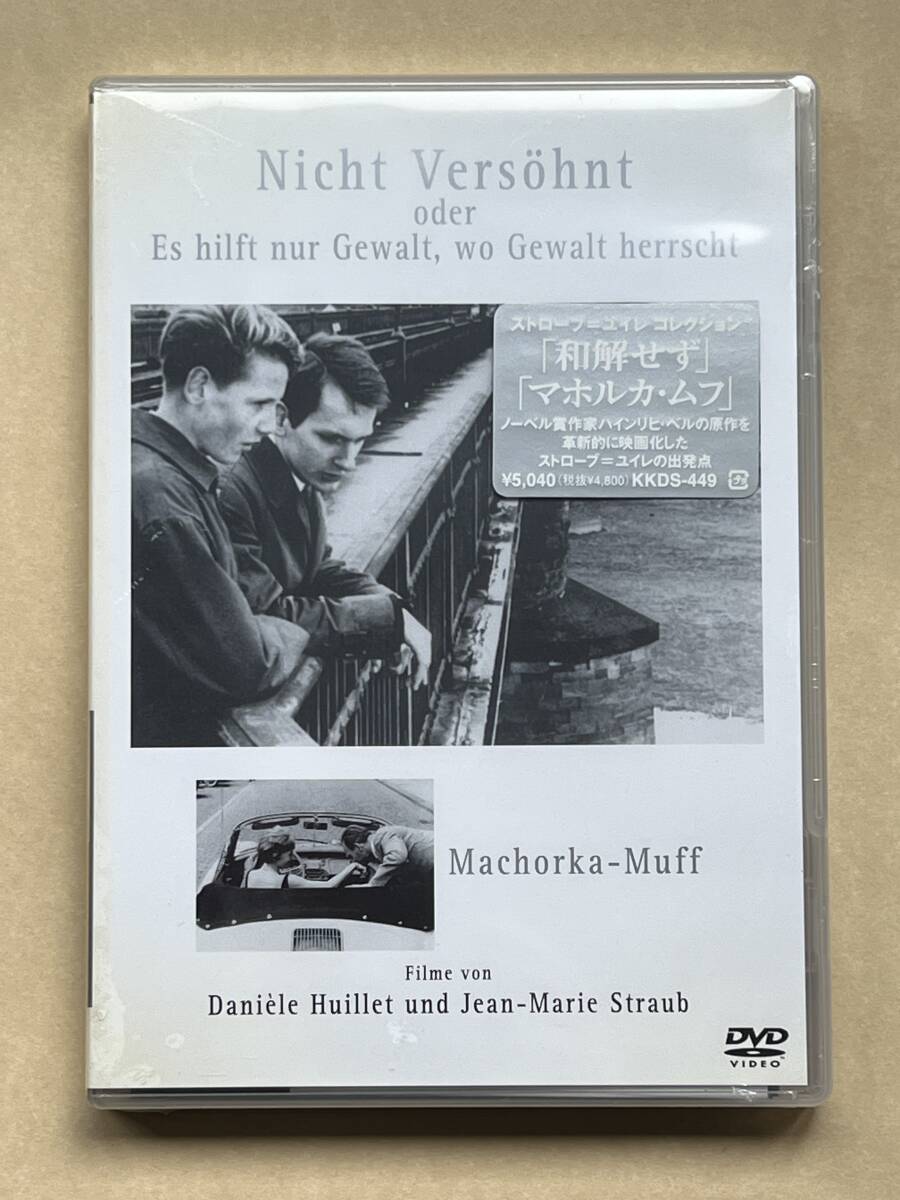 Nicht Versöhnt
oder
Es hilft nur Gewalt, wo Gewalt herrscht
ストローブ=ユイレ コレクション
「和解せず」
「マホルカ・ムフ」
ノーベル賞作家ハインリヒ・ベルの原作を
革新的に映画化した
ストローブ=ユイレの出発点
¥5,040(税抜¥4,800) KKDS-449
Machorka-Muff
Filme von
Danièle Huillet und Jean-Marie Straub
DVD
VIDEO